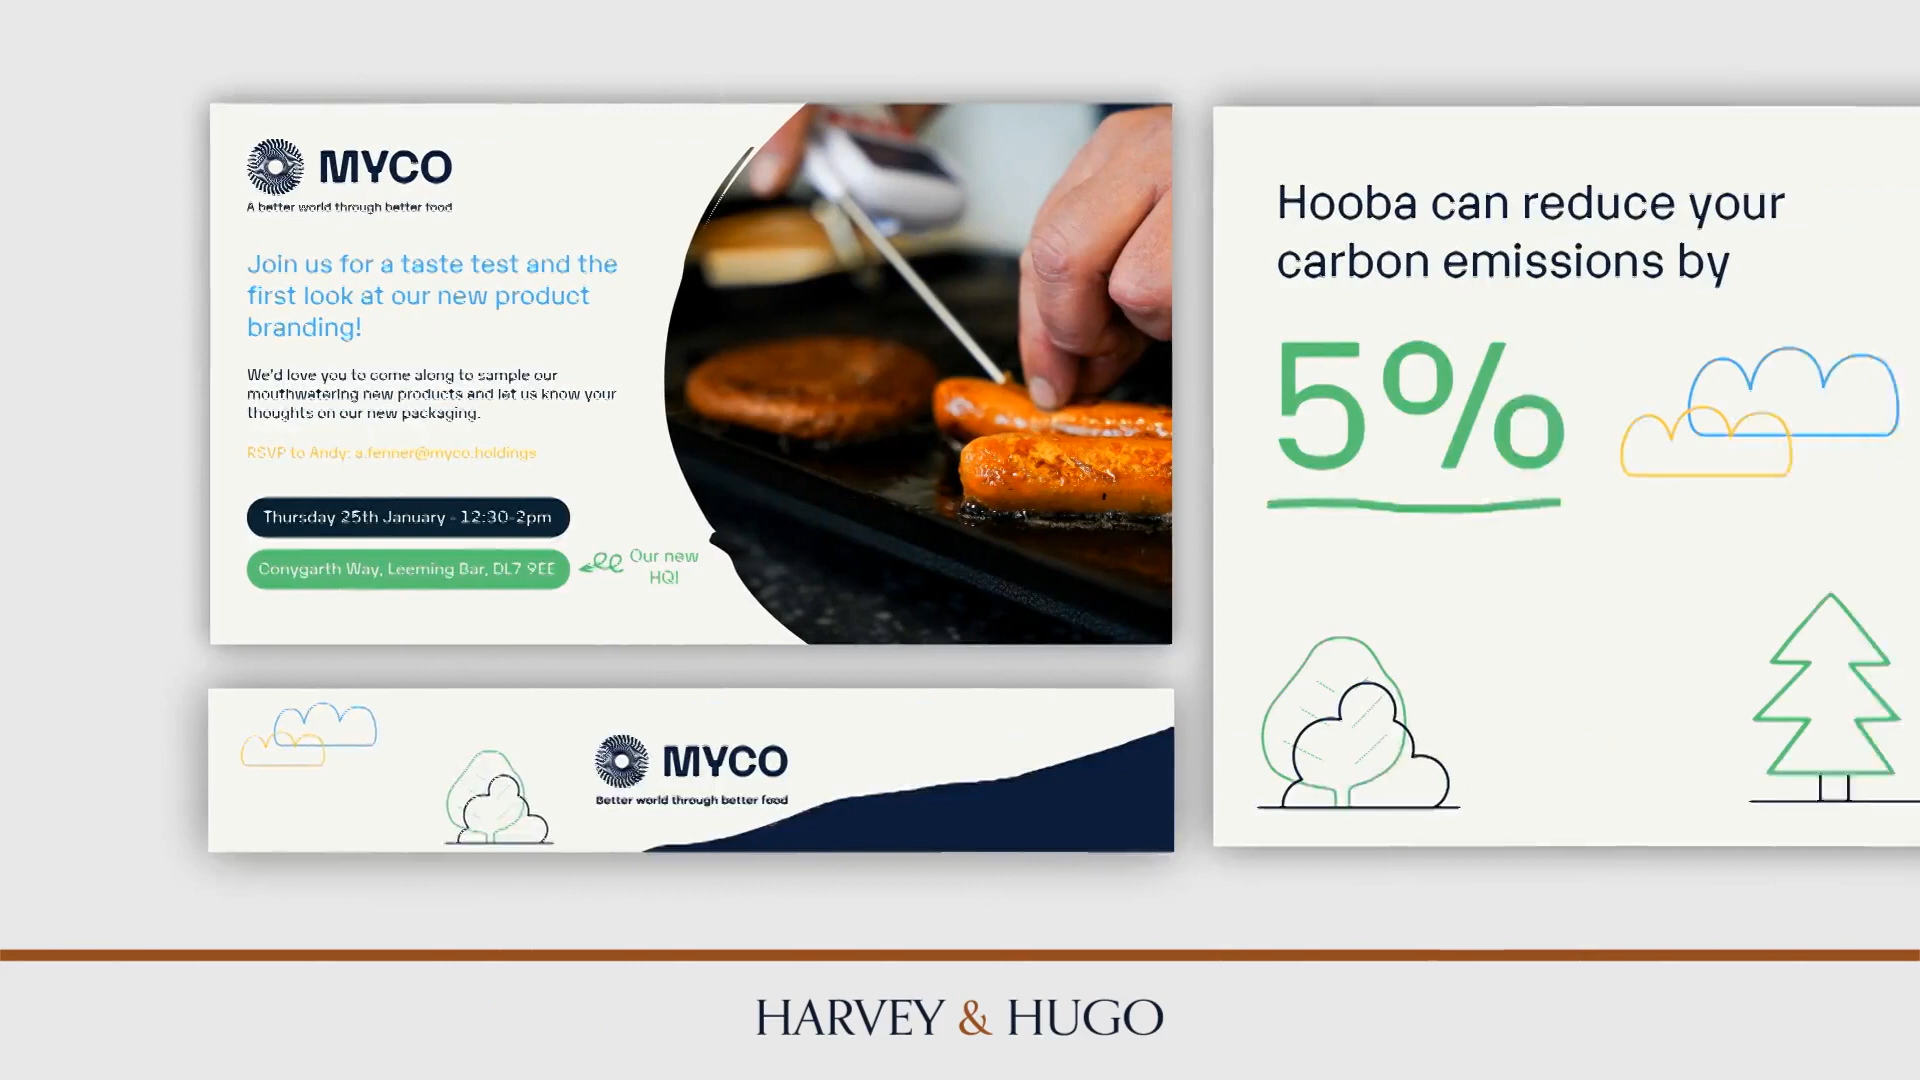 MYCO
A better world through better food
Join us for a taste test and the
first look at our new product
branding!
We'd love you to come along to sample our
mouthwatering new products and let us know your
thoughts on our new packaging.
RSVP to Andy: a.fenner@myco.holdings
Thursday 25th January - 12:30-2pm
Conygarth Way, Leeming Bar, DL7 9EE
Our new
HQ!
Hooba can reduce your
carbon emissions by
5%
MYCO
Better world through better food
HARVEY & HUGO